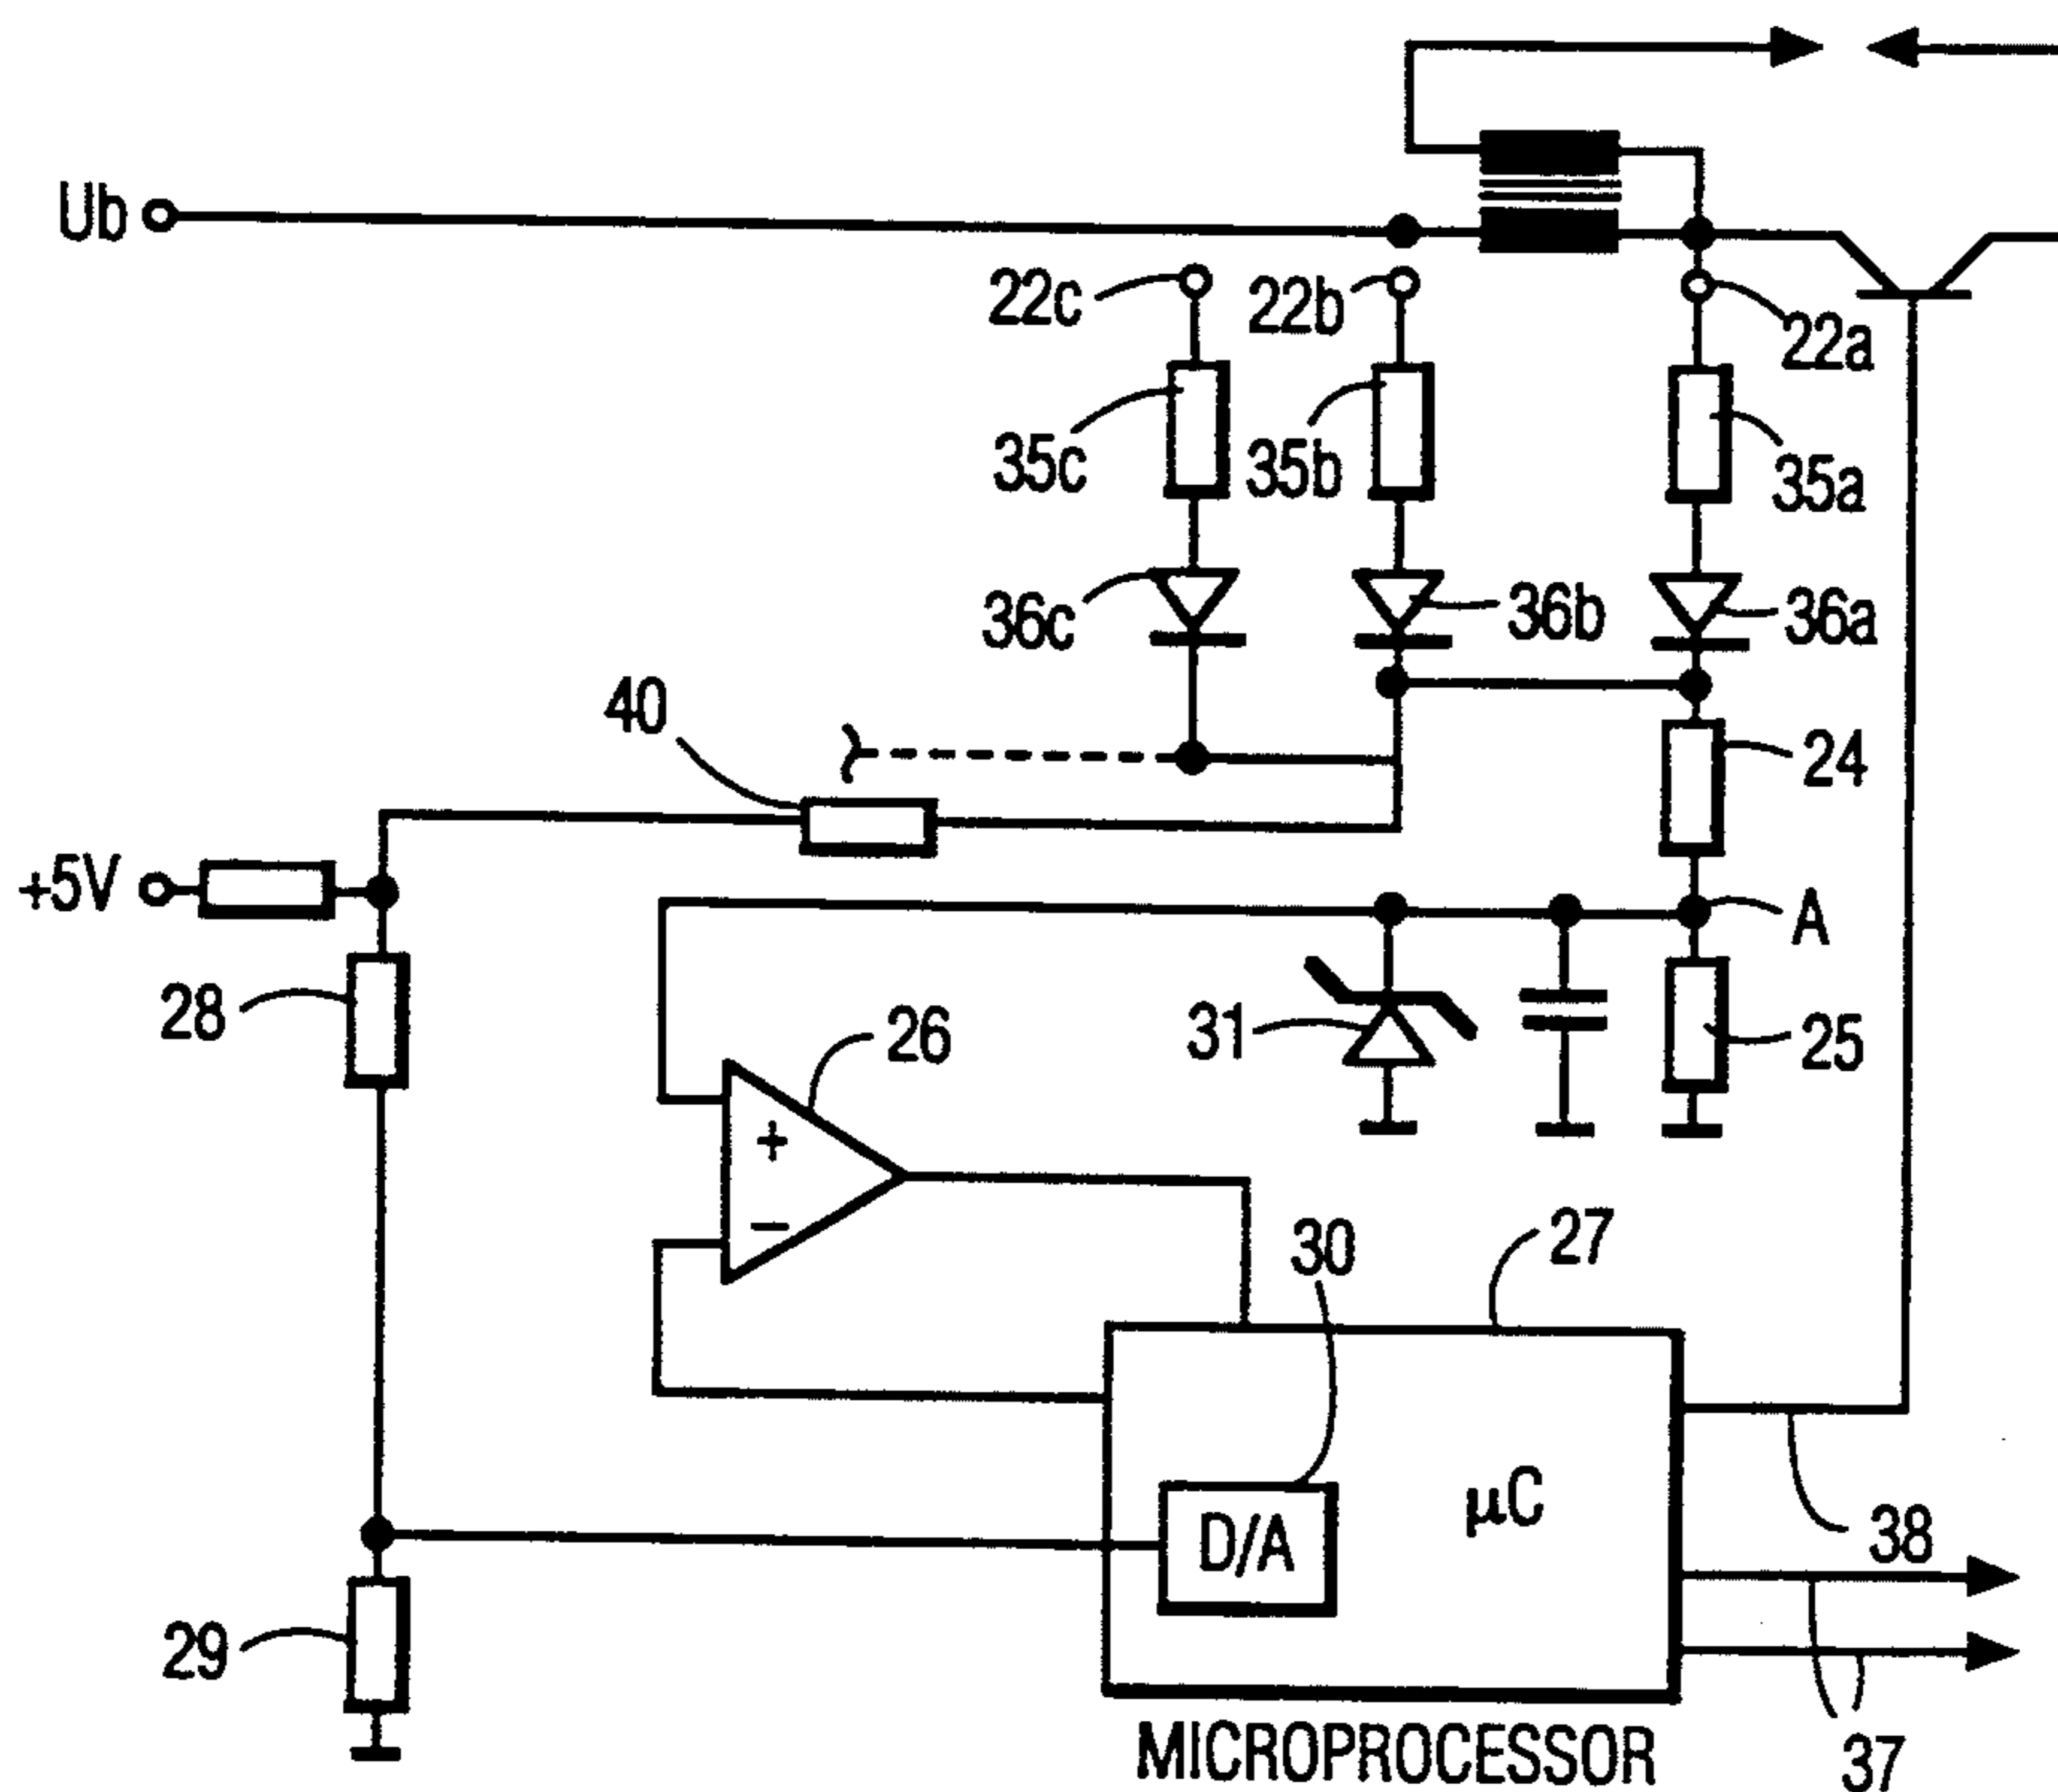 Ub
22c
22b
22a
35c
35b
35a
36c
36b
36a
40
24
+5V
A
28
26
31
25
+
−
30
27
μC
D/A
38
29
MICROPROCESSOR
37